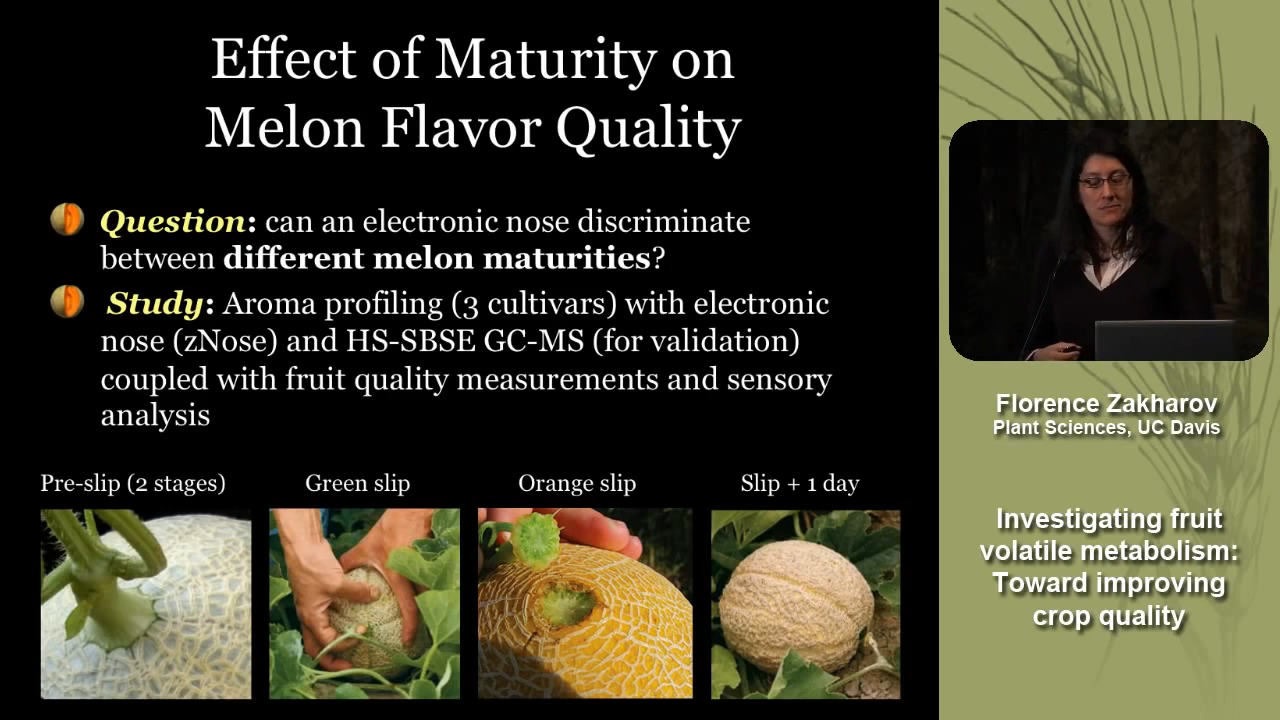 Effect of Maturity on
Melon Flavor Quality
Question: can an electronic nose discriminate
between different melon maturities?
Study: Aroma profiling (3 cultivars) with electronic
nose (zNose) and HS-SBSE GC-MS (for validation)
coupled with fruit quality measurements and sensory
analysis
Pre-slip (2 stages)
Green slip
Orange slip
Slip + 1 day
Florence Zakharov
Plant Sciences, UC Davis
Investigating fruit
volatile metabolism:
Toward improving
crop quality